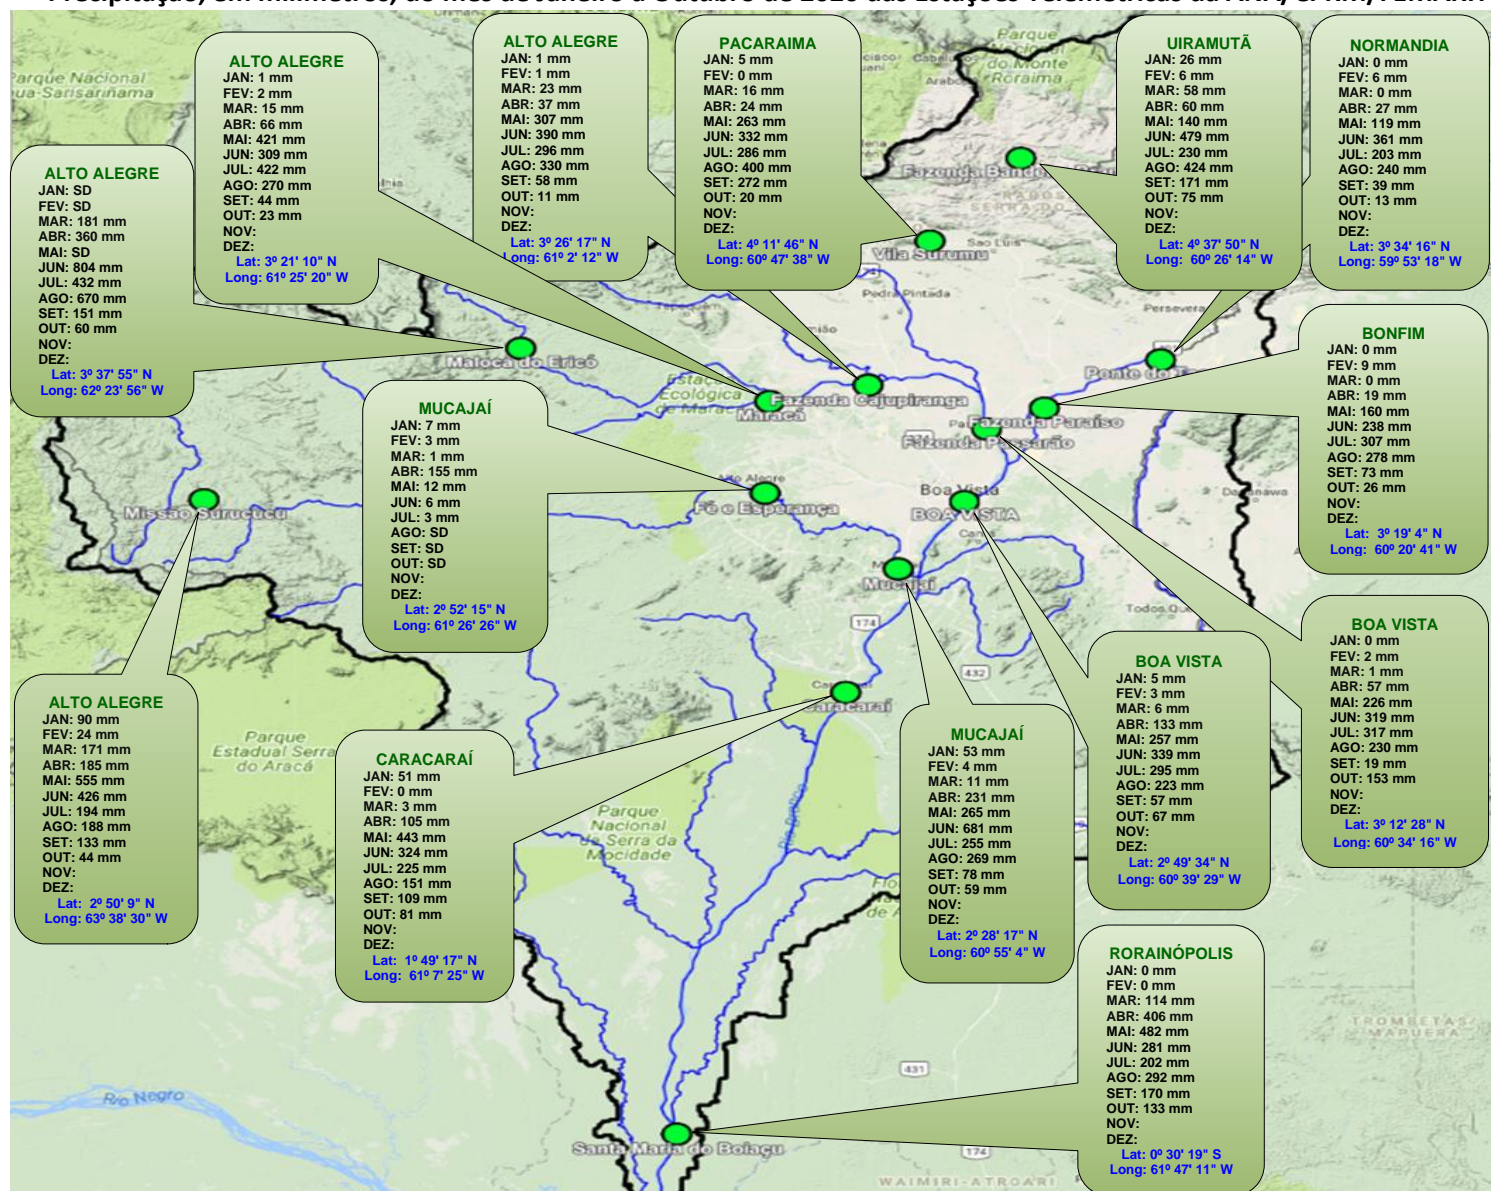 ALTO ALEGRE
JAN: 1 mm
FEV: 2 mm
MAR: 15 mm
ABR: 66 mm
MAI: 421 mm
JUN: 309 mm
JUL: 422 mm
AGO: 270 mm
SET: 44 mm
OUT: 23 mm
NOV:
DEZ:
Lat: 3º 21' 10" N
Long: 61º 25' 20" W
ALTO ALEGRE
JAN: 1 mm
FEV: 1 mm
MAR: 23 mm
ABR: 37 mm
MAI: 307 mm
JUN: 390 mm
JUL: 296 mm
AGO: 330 mm
SET: 58 mm
OUT: 11 mm
NOV:
DEZ:
Lat: 3º 26' 17" N
Long: 61º 2' 12" W
PACARAIMA
JAN: 5 mm
FEV: 0 mm
MAR: 16 mm
ABR: 24 mm
MAI: 263 mm
JUN: 332 mm
JUL: 286 mm
AGO: 400 mm
SET: 272 mm
OUT: 20 mm
NOV:
DEZ:
Lat: 4º 11' 46" N
Long: 60º 47' 38" W
UIRAMUTÃ
JAN: 26 mm
FEV: 6 mm
MAR: 58 mm
ABR: 60 mm
MAI: 140 mm
JUN: 479 mm
JUL: 230 mm
AGO: 424 mm
SET: 171 mm
OUT: 75 mm
NOV:
DEZ:
Lat: 4º 37' 50" N
Long: 60º 26' 14" W
NORMANDIA
JAN: 0 mm
FEV: 6 mm
MAR: 0 mm
ABR: 27 mm
MAI: 119 mm
JUN: 361 mm
JUL: 203 mm
AGO: 240 mm
SET: 39 mm
OUT: 13 mm
NOV:
DEZ:
Lat: 3º 34' 16" N
Long: 59º 53' 18" W
ALTO ALEGRE
JAN: SD
FEV: SD
MAR: 181 mm
ABR: 360 mm
MAI: SD
JUN: 804 mm
JUL: 432 mm
AGO: 670 mm
SET: 151 mm
OUT: 60 mm
NOV:
DEZ:
Lat: 3º 37' 55" N
Long: 62º 23' 56" W
BONFIM
JAN: 0 mm
FEV: 9 mm
MAR: 0 mm
ABR: 19 mm
MAI: 160 mm
JUN: 238 mm
JUL: 307 mm
AGO: 278 mm
SET: 73 mm
OUT: 26 mm
NOV:
DEZ:
Lat: 3º 19' 4" N
Long: 60º 20' 41" W
MUCAJAÍ
JAN: 7 mm
FEV: 3 mm
MAR: 1 mm
ABR: 155 mm
MAI: 12 mm
JUN: 6 mm
JUL: 3 mm
AGO: SD
SET: SD
OUT: SD
NOV:
DEZ:
Lat: 2º 52' 15" N
Long: 61º 26' 26" W
BOA VISTA
JAN: 0 mm
FEV: 2 mm
MAR: 1 mm
ABR: 57 mm
MAI: 226 mm
JUN: 319 mm
JUL: 317 mm
AGO: 230 mm
SET: 19 mm
OUT: 153 mm
NOV:
DEZ:
Lat: 3º 12' 28" N
Long: 60º 34' 16" W
BOA VISTA
JAN: 5 mm
FEV: 3 mm
MAR: 6 mm
ABR: 133 mm
MAI: 257 mm
JUN: 339 mm
JUL: 295 mm
AGO: 223 mm
SET: 57 mm
OUT: 67 mm
NOV:
DEZ:
Lat: 2º 49' 34" N
Long: 60º 39' 29" W
ALTO ALEGRE
JAN: 90 mm
FEV: 24 mm
MAR: 171 mm
ABR: 185 mm
MAI: 555 mm
JUN: 426 mm
JUL: 194 mm
AGO: 188 mm
SET: 133 mm
OUT: 44 mm
NOV:
DEZ:
Lat: 2º 50' 9" N
Long: 63º 38' 30" W
CARACARAÍ
JAN: 51 mm
FEV: 0 mm
MAR: 3 mm
ABR: 105 mm
MAI: 443 mm
JUN: 324 mm
JUL: 225 mm
AGO: 151 mm
SET: 109 mm
OUT: 81 mm
NOV:
DEZ:
Lat: 1º 49' 17" N
Long: 61º 7' 25" W
MUCAJAÍ
JAN: 53 mm
FEV: 4 mm
MAR: 11 mm
ABR: 231 mm
MAI: 265 mm
JUN: 681 mm
JUL: 255 mm
AGO: 269 mm
SET: 78 mm
OUT: 59 mm
NOV:
DEZ:
Lat: 2º 28' 17" N
Long: 60º 55' 4" W
RORAINÓPOLIS
JAN: 0 mm
FEV: 0 mm
MAR: 114 mm
ABR: 406 mm
MAI: 482 mm
JUN: 281 mm
JUL: 202 mm
AGO: 292 mm
SET: 170 mm
OUT: 133 mm
NOV:
DEZ:
Lat: 0º 30' 19" S
Long: 61º 47' 11" W
Parque
Nacional
do Monte
Roraima
Parque Nacional
Vila Surumu
Sao Luis
Pedra Pintada
Maloca do Ericó
Ponte do
Ecológica
Fazenda Cajupiranga
Maracá
Fazenda Paraíso
Fazenda Passarão
Alto Alegre
Fé e Esperança
Boa Vista
BOA VISTA
Missão Surucucu
Mucajaí
Todos
174
432
Caracaraí
Parque
Estadual Serra
do Aracá
Parque
Nacional
da Serra da
Mocidade
Rio Branco
Rio Negro
431
TROMBETAS/
MAPUERA
Santa Maria do Boiaçu
174
WAIMIRI-ATROARI